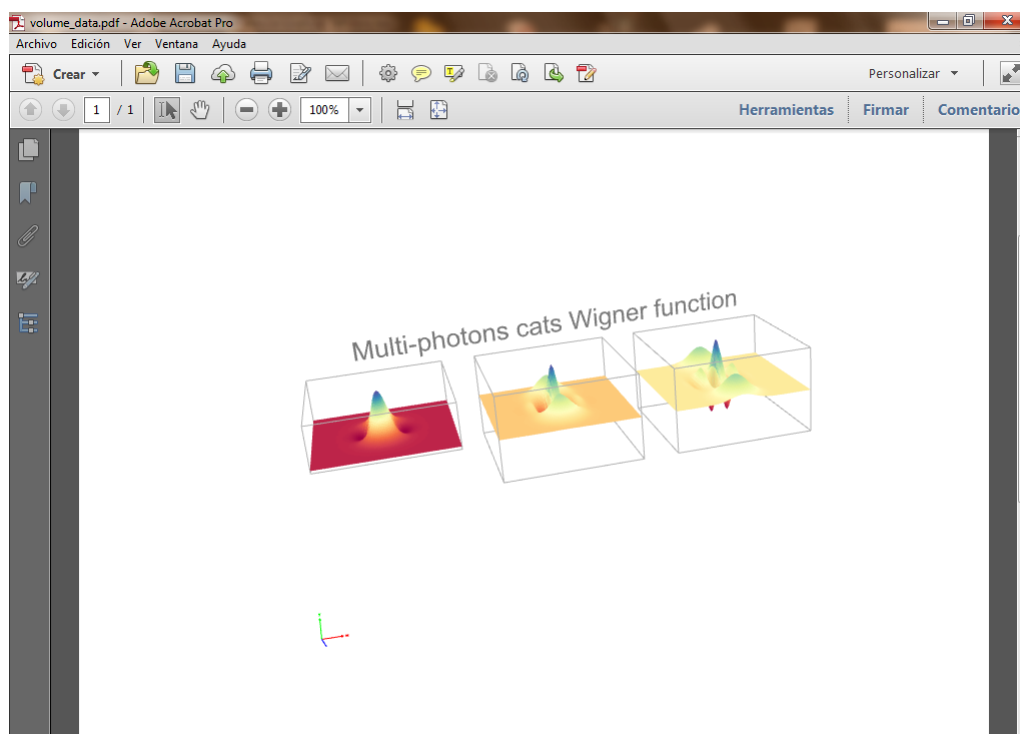 volume_data.pdf - Adobe Acrobat Pro
Archivo Edición Ver Ventana Ayuda
Crear Personalizar
1 / 1 100% Herramientas Firmar Comentario
Multi-photons cats Wigner function